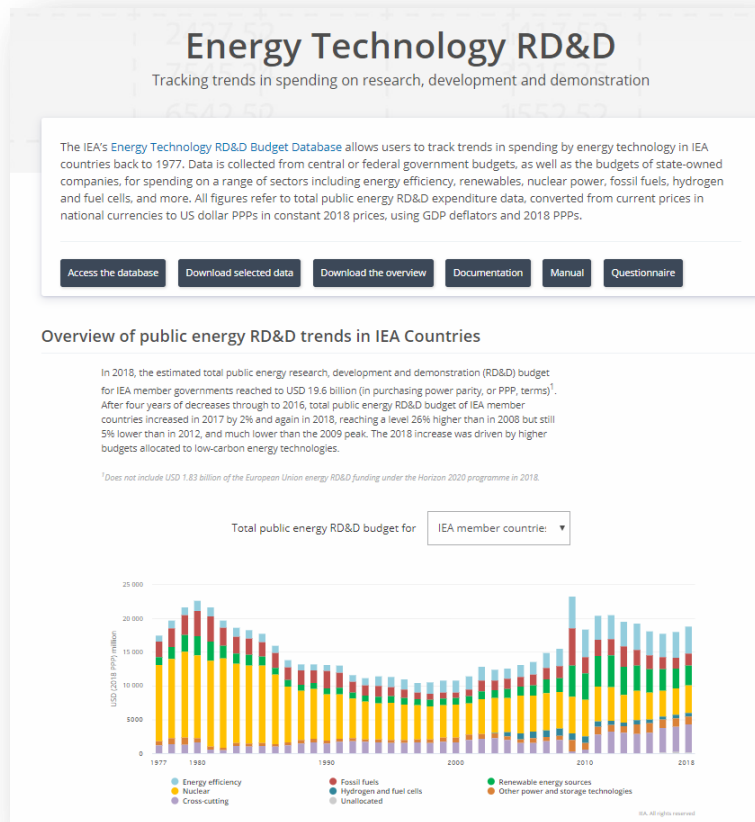 Energy Technology RD&D
Tracking trends in spending on research, development and demonstration
The IEA's Energy Technology RD&D Budget Database allows users to track trends in spending by energy technology in IEA
countries back to 1977. Data is collected from central or federal government budgets, as well as the budgets of state-owned
companies, for spending on a range of sectors including energy efficiency, renewables, nuclear power, fossil fuels, hydrogen
and fuel cells, and more. All figures refer to total public energy RD&D expenditure data, converted from current prices in
national currencies to US dollar PPPs in constant 2018 prices, using GDP deflators and 2018 PPPs.
Access the database Download selected data Download the overview Documentation Manual Questionnaire
Overview of public energy RD&D trends in IEA Countries
In 2018, the estimated total public energy research, development and demonstration (RD&D) budget
for IEA member governments reached to USD 19.6 billion (in purchasing power parity, or PPP, terms)1.
After four years of decreases through to 2016, total public energy RD&D budget of IEA member
countries increased in 2017 by 2% and again in 2018, reaching a level 26% higher than in 2008 but still
5% lower than in 2012, and much lower than the 2009 peak. The 2018 increase was driven by higher
budgets allocated to low-carbon energy technologies.
1Does not include USD 1.83 billion of the European Union energy RD&D funding under the Horizon 2020 programme in 2018.
Total public energy RD&D budget for IEA member countrie:
USD (2018 PPP) million
25 000
20 000
15 000
10 000
5000
0
1977 1980 1990 2000 2010 2018
Energy efficiency Fossil fuels Renewable energy sources
Nuclear Hydrogen and fuel cells Other power and storage technologies
Cross-cutting Unallocated
IEA. All rights reserved